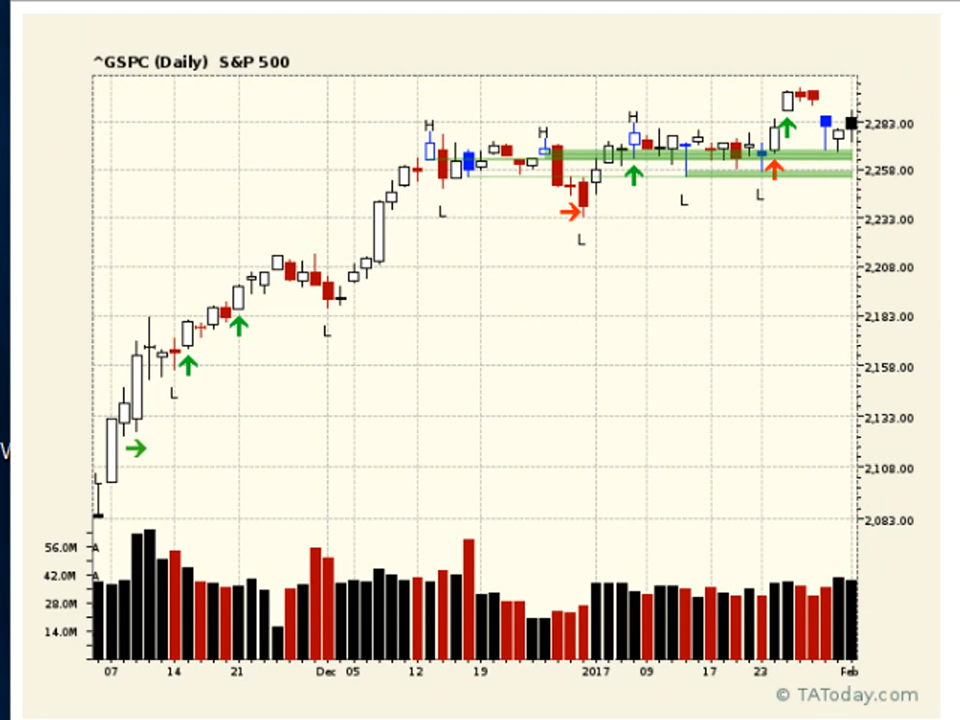 ^GSPC (Daily) S&P 500
H
H
H
2,283.00
2,258.00
L
L
L
2,233.00
L
2,208.00
2,183.00
L
2,158.00
L
2,133.00
W
2,108.00
2,083.00
56.0M A
42.0M A
28.0M
14.0M
07 14 21 Dec 05 12 19 2017 09 17 23 Feb
© TAToday.com